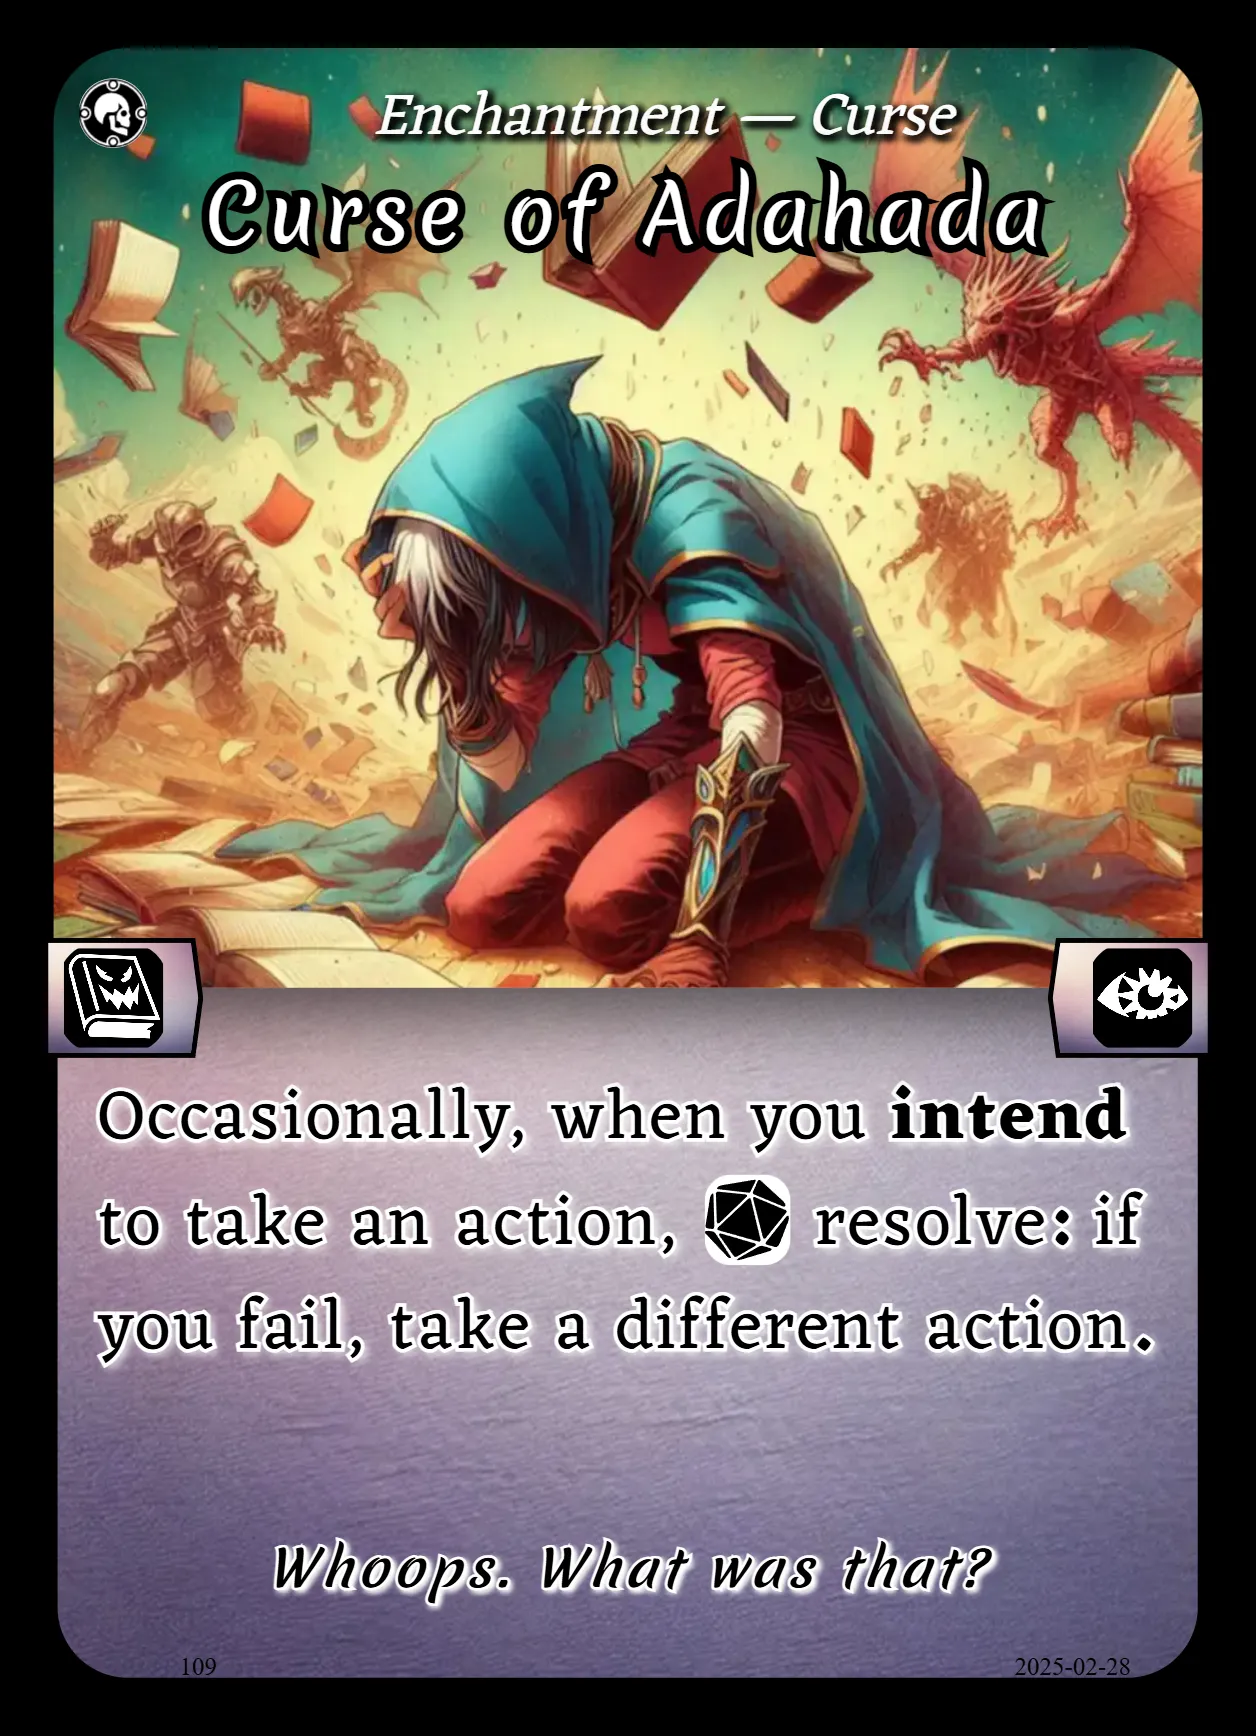 Enchantment — Curse
Curse of Adahada
Occasionally, when you intend
to take an action, resolve: if
you fail, take a different action.
Whoops. What was that?
109
2025-02-28